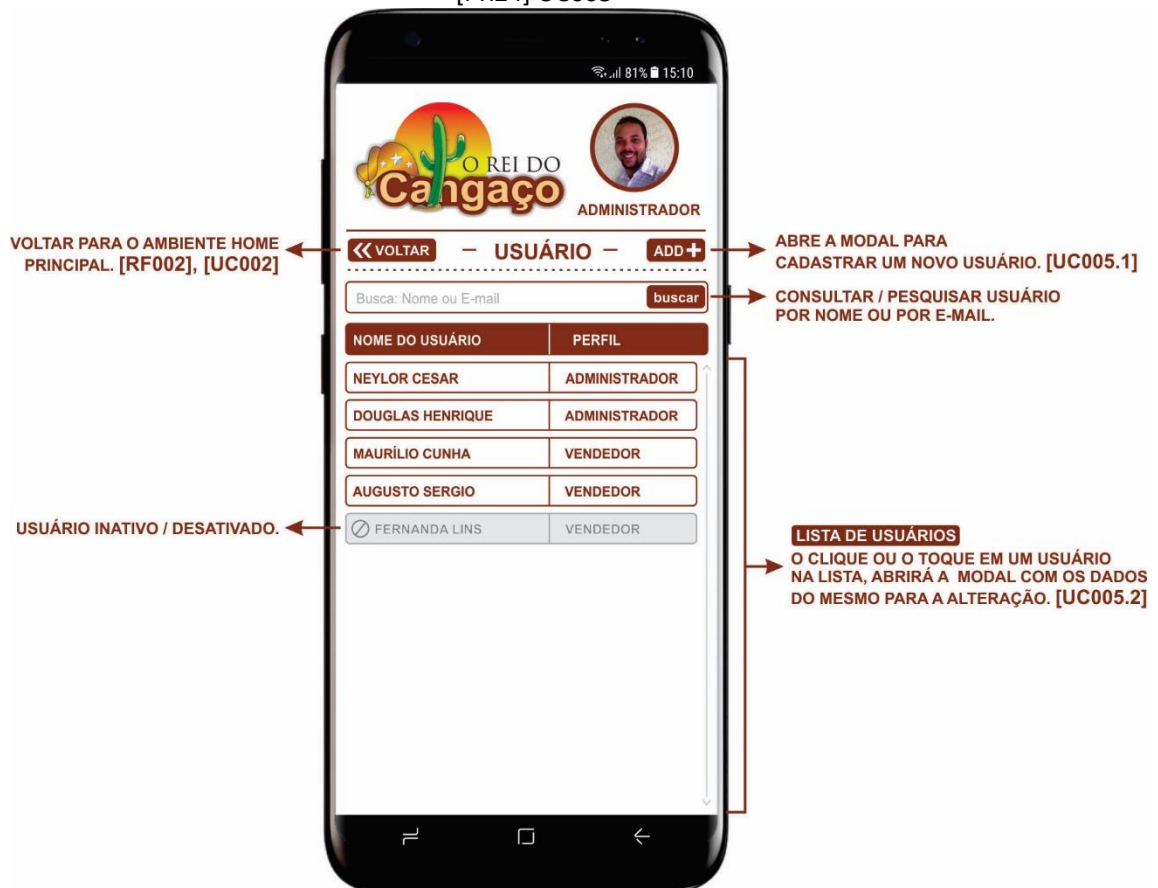 81% 15:10
O REI DO
Cangaço
ADMINISTRADOR
VOLTAR PARA O AMBIENTE HOME
PRINCIPAL. [RF002], [UC002]
VOLTAR
– USUÁRIO –
ADD
ABRE A MODAL PARA
CADASTRAR UM NOVO USUÁRIO. [UC005.1]
Busca: Nome ou E-mail
buscar
CONSULTAR / PESQUISAR USUÁRIO
POR NOME OU POR E-MAIL.
NOME DO USUÁRIO PERFIL
NEYLOR CESAR ADMINISTRADOR
DOUGLAS HENRIQUE ADMINISTRADOR
MAURÍLIO CUNHA VENDEDOR
AUGUSTO SERGIO VENDEDOR
USUÁRIO INATIVO / DESATIVADO.
FERNANDA LINS VENDEDOR
LISTA DE USUÁRIOS
O CLIQUE OU O TOQUE EM UM USUÁRIO
NA LISTA, ABRIRÁ A MODAL COM OS DADOS
DO MESMO PARA A ALTERAÇÃO. [UC005.2]